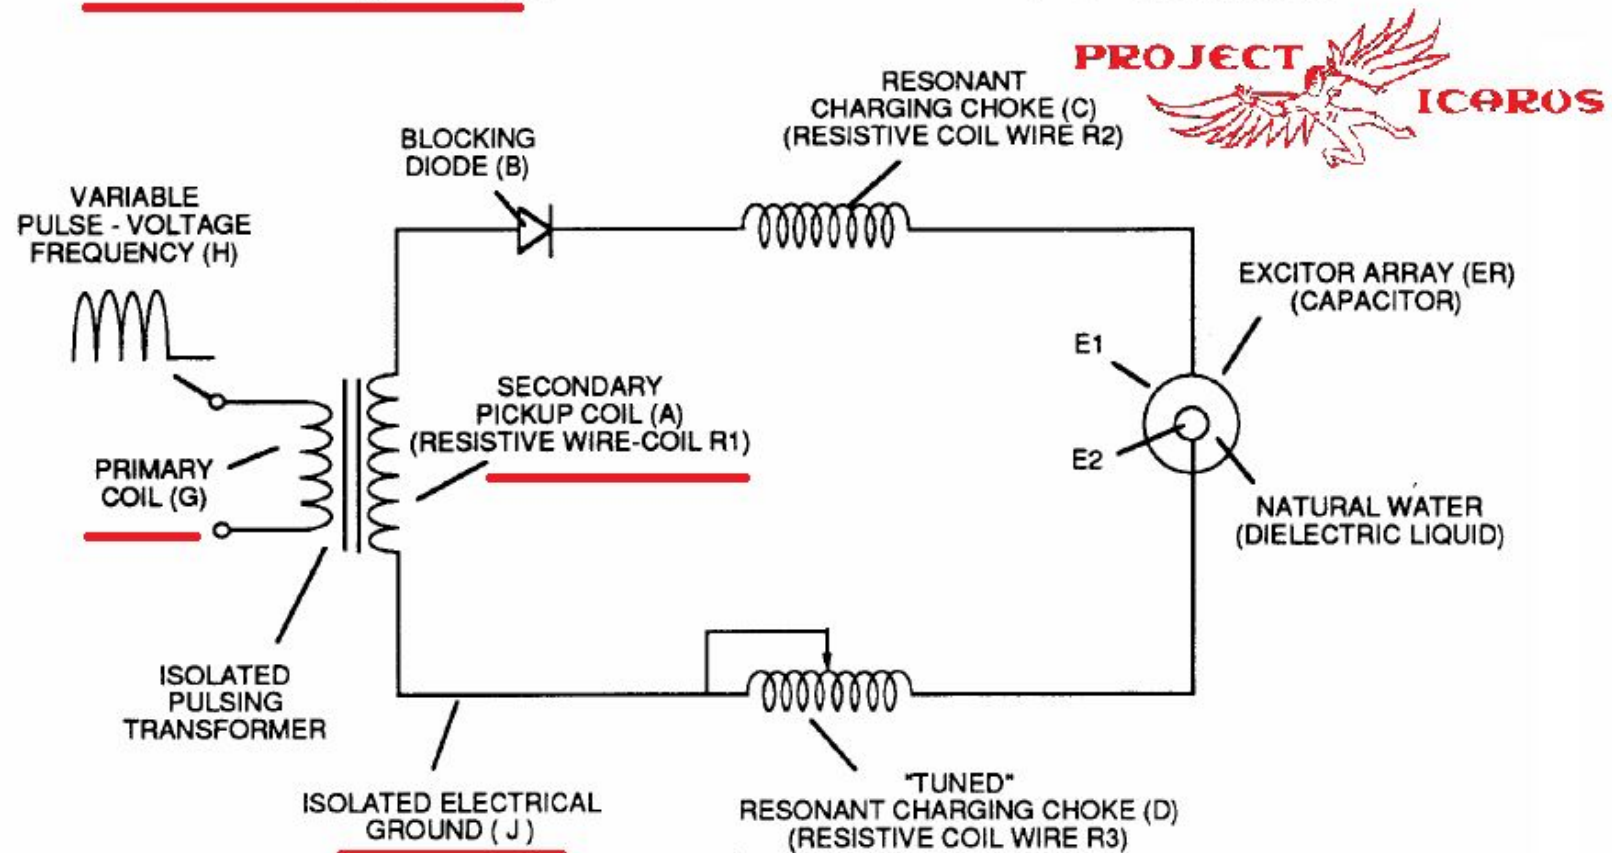 PROJECT
ICAROS
RESONANT
CHARGING CHOKE (C)
(RESISTIVE COIL WIRE R2)
BLOCKING
DIODE (B)
VARIABLE
PULSE - VOLTAGE
FREQUENCY (H)
EXCITOR ARRAY (ER)
(CAPACITOR)
E1
SECONDARY
PICKUP COIL (A)
(RESISTIVE WIRE-COIL R1)
E2
PRIMARY
COIL (G)
NATURAL WATER
(DIELECTRIC LIQUID)
ISOLATED
PULSING
TRANSFORMER
ISOLATED ELECTRICAL
GROUND ( J )
"TUNED"
RESONANT CHARGING CHOKE (D)
(RESISTIVE COIL WIRE R3)